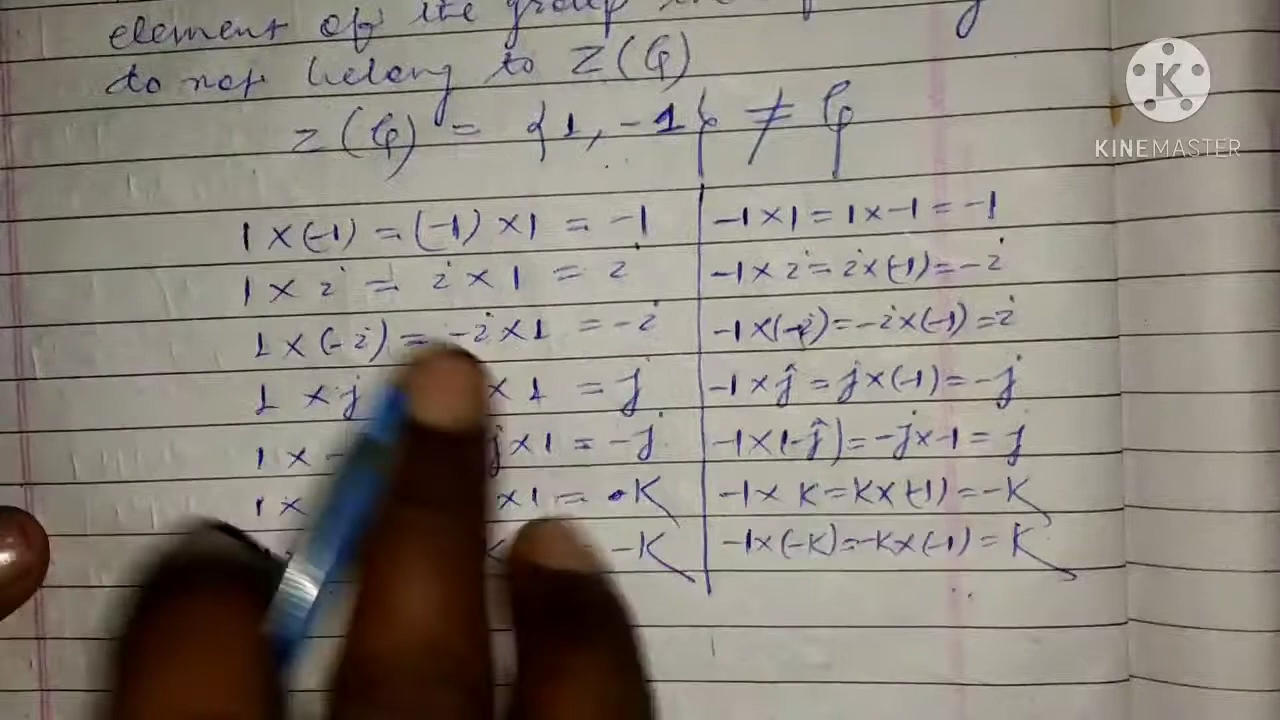 element of the group
do not belong to Z(G)
Z(G) = {1, -1} ≠ G
1 × (-1) = (-1) × 1 = -1
1 × i = i × 1 = i
1 × (-i) = -i × 1 = -i
1 × j × 1 = j
1 × - j × 1 = -j
1 × × 1 = K
K = -K
-1 × 1 = 1 × -1 = -1
-1 × i = i × (-1) = -i
-1 × (-i) = -i × (-1) = i
-1 × j = j × (-1) = -j
-1 × (-j) = -j × -1 = j
-1 × K = K × (-1) = -K
-1 × (-K) = -K × (-1) = K
K
KINEMASTER